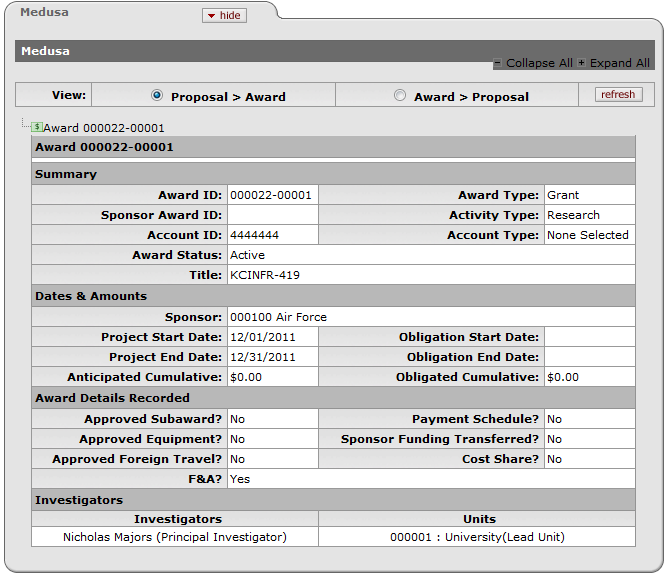 Medusa
hide
Medusa
Collapse All Expand All
View: Proposal > Award Award > Proposal refresh
$ Award 000022-00001
Award 000022-00001
Summary
Award ID: 000022-00001 Award Type: Grant
Sponsor Award ID: Activity Type: Research
Account ID: 4444444 Account Type: None Selected
Award Status: Active
Title: KCINFR-419
Dates & Amounts
Sponsor: 000100 Air Force
Project Start Date: 12/01/2011 Obligation Start Date:
Project End Date: 12/31/2011 Obligation End Date:
Anticipated Cumulative: $0.00 Obligated Cumulative: $0.00
Award Details Recorded
Approved Subaward? No Payment Schedule? No
Approved Equipment? No Sponsor Funding Transferred? No
Approved Foreign Travel? No Cost Share? No
F&A? Yes
Investigators
Investigators Units
Nicholas Majors (Principal Investigator) 000001 : University(Lead Unit)